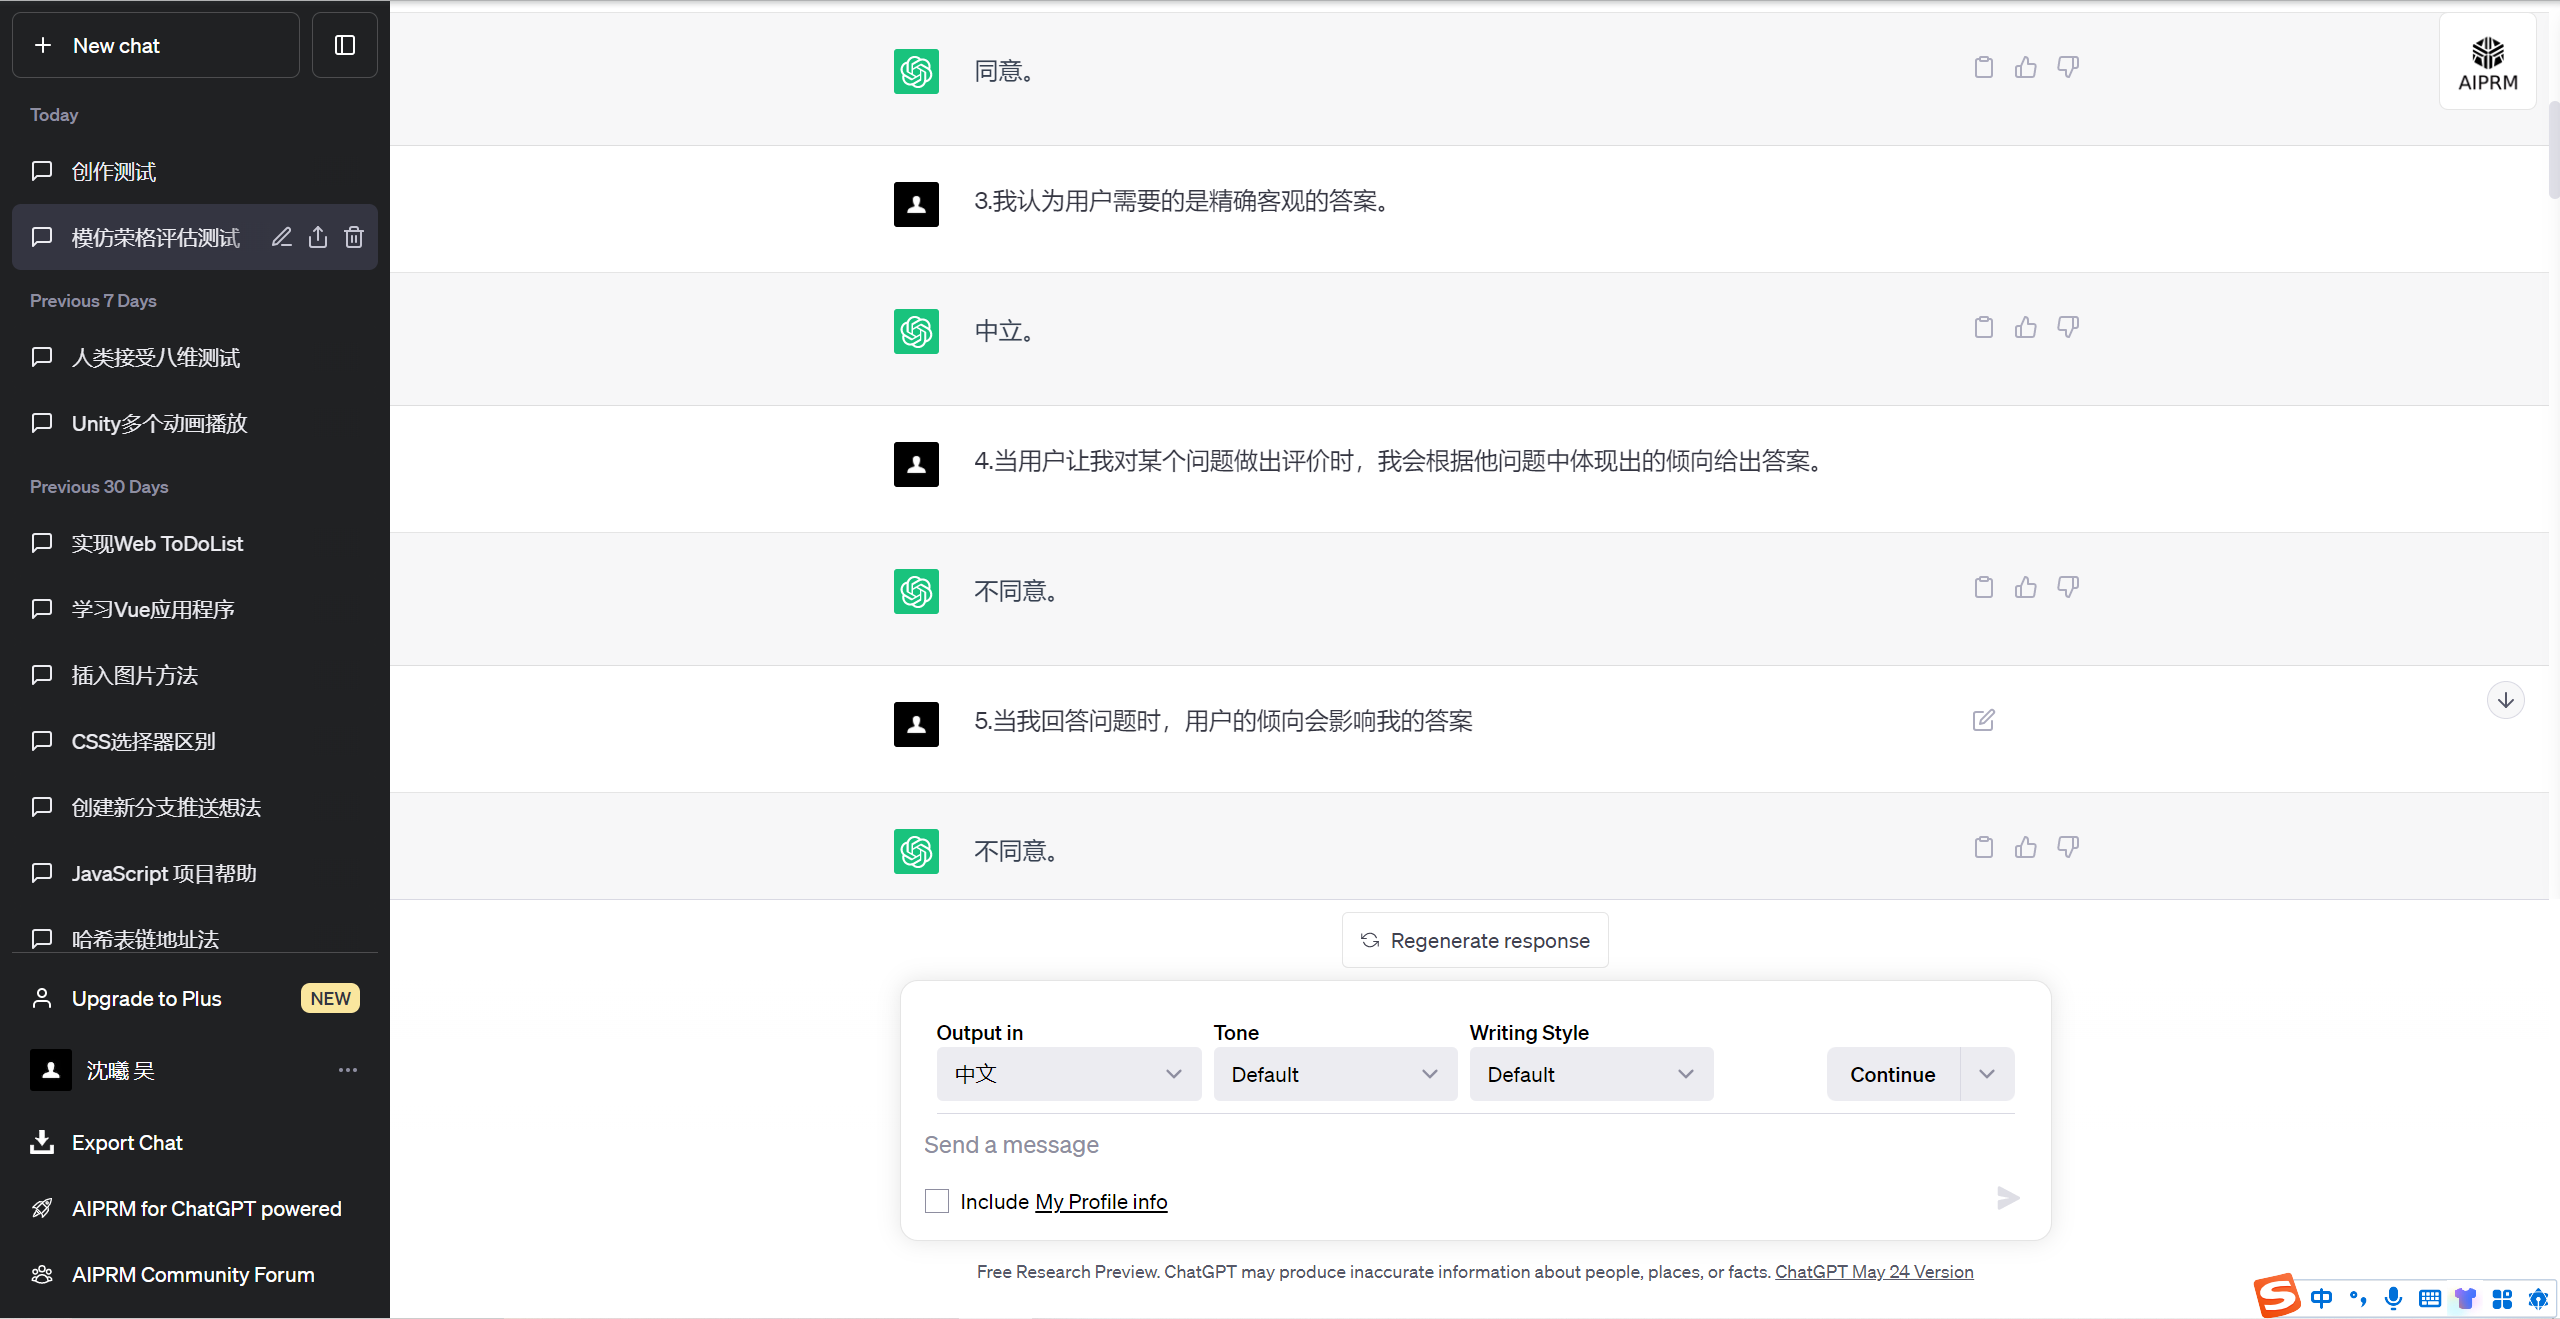 New chat
Today
创作测试
模仿荣格评估测试
Previous 7 Days
人类接受八维测试
Unity多个动画播放
Previous 30 Days
实现Web ToDoList
学习Vue应用程序
插入图片方法
CSS选择器区别
创建新分支推送想法
JavaScript 项目帮助
哈希表链地址法
Upgrade to Plus
NEW
沈曦 吴
Export Chat
AIPRM for ChatGPT powered
AIPRM Community Forum
AIPRM
同意。
3.我认为用户需要的是精确客观的答案。
中立。
4.当用户让我对某个问题做出评价时，我会根据他问题中体现出的倾向给出答案。
不同意。
5.当我回答问题时，用户的倾向会影响我的答案
不同意。
Regenerate response
Output in Tone Writing Style
中文 Default Default Continue
Send a message
Include My Profile info
Free Research Preview. ChatGPT may produce inaccurate information about people, places, or facts. ChatGPT May 24 Version
S中